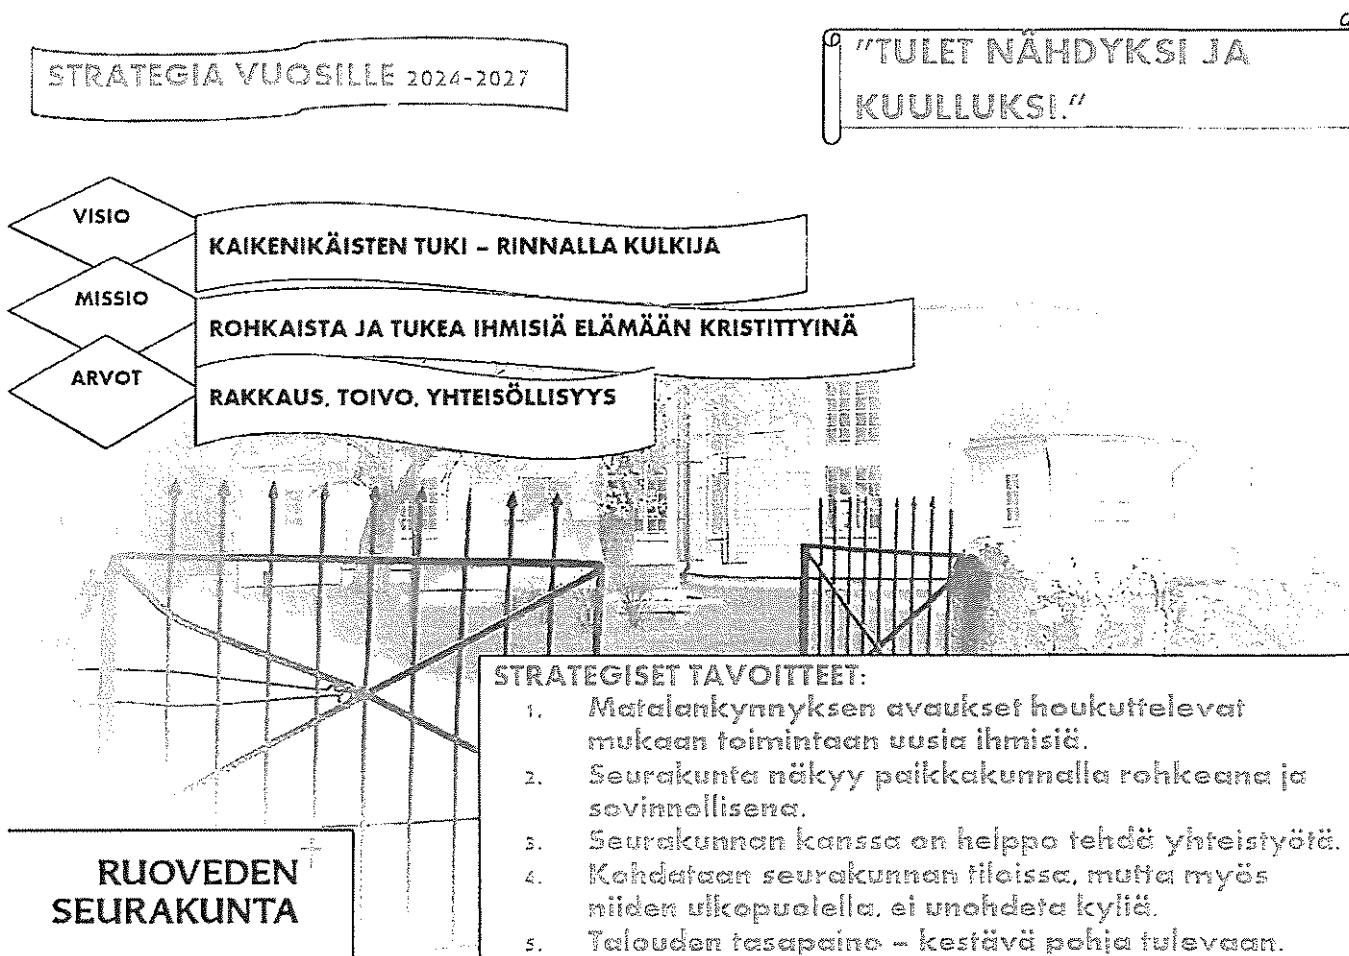 STRATEGIA VUOSILLE 2024-2027
"TULET NÄHDYKSI JA
KUULLUKSI."
VISIO
KAIKENIKÄISTEN TUKI – RINNALLA KULKIJA
MISSIO
ROHKAISTA JA TUKEA IHMISIÄ ELÄMÄÄN KRISTITTYINÄ
ARVOT
RAKKAUS, TOIVO, YHTEISÖLLISYYS
STRATEGISET TAVOITTEET:
1. Matalankynnyksen avaukset houkuttelevat
mukaan toimintaan uusia ihmisiä.
2. Seurakunta näkyy paikkakunnalla rohkeana ja
sovinnollisena.
3. Seurakunnan kanssa on helppo tehdä yhteistyötä.
4. Kohdataan seurakunnan tiloissa, mutta myös
niiden ulkopuolella, ei unohdeta kyliä.
5. Talouden tasapaino – kestävä pohja tulevaan.
RUOVEDEN
SEURAKUNTA